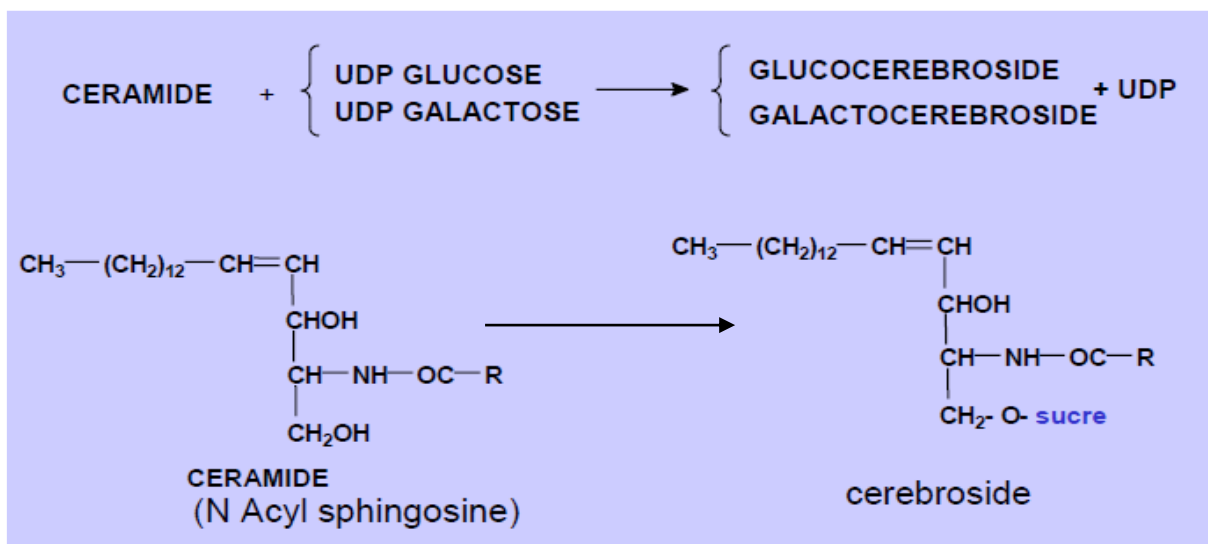 CERAMIDE + { UDP GLUCOSE → { GLUCOCEREBROSIDE + UDP
UDP GALACTOSE GALACTOCEREBROSIDE
CH₃—(CH₂)₁₂—CH=CH
CHOH
CH—NH—OC—R
CH₂OH
CERAMIDE
(N Acyl sphingosine)
CH₃—(CH₂)₁₂—CH=CH
CHOH
CH—NH—OC—R
CH₂- O- sucre
cerebroside